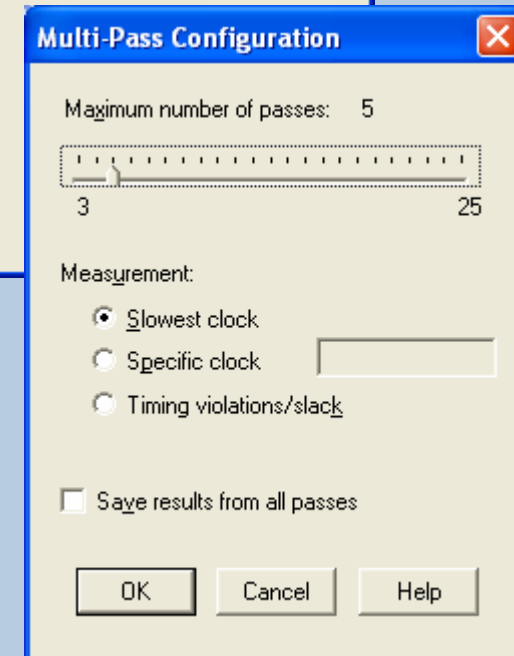 Multi-Pass Configuration
Maximum number of passes: 5
3 25
Measurement:
Slowest clock
Specific clock
Timing violations/slack
Save results from all passes
OK Cancel Help